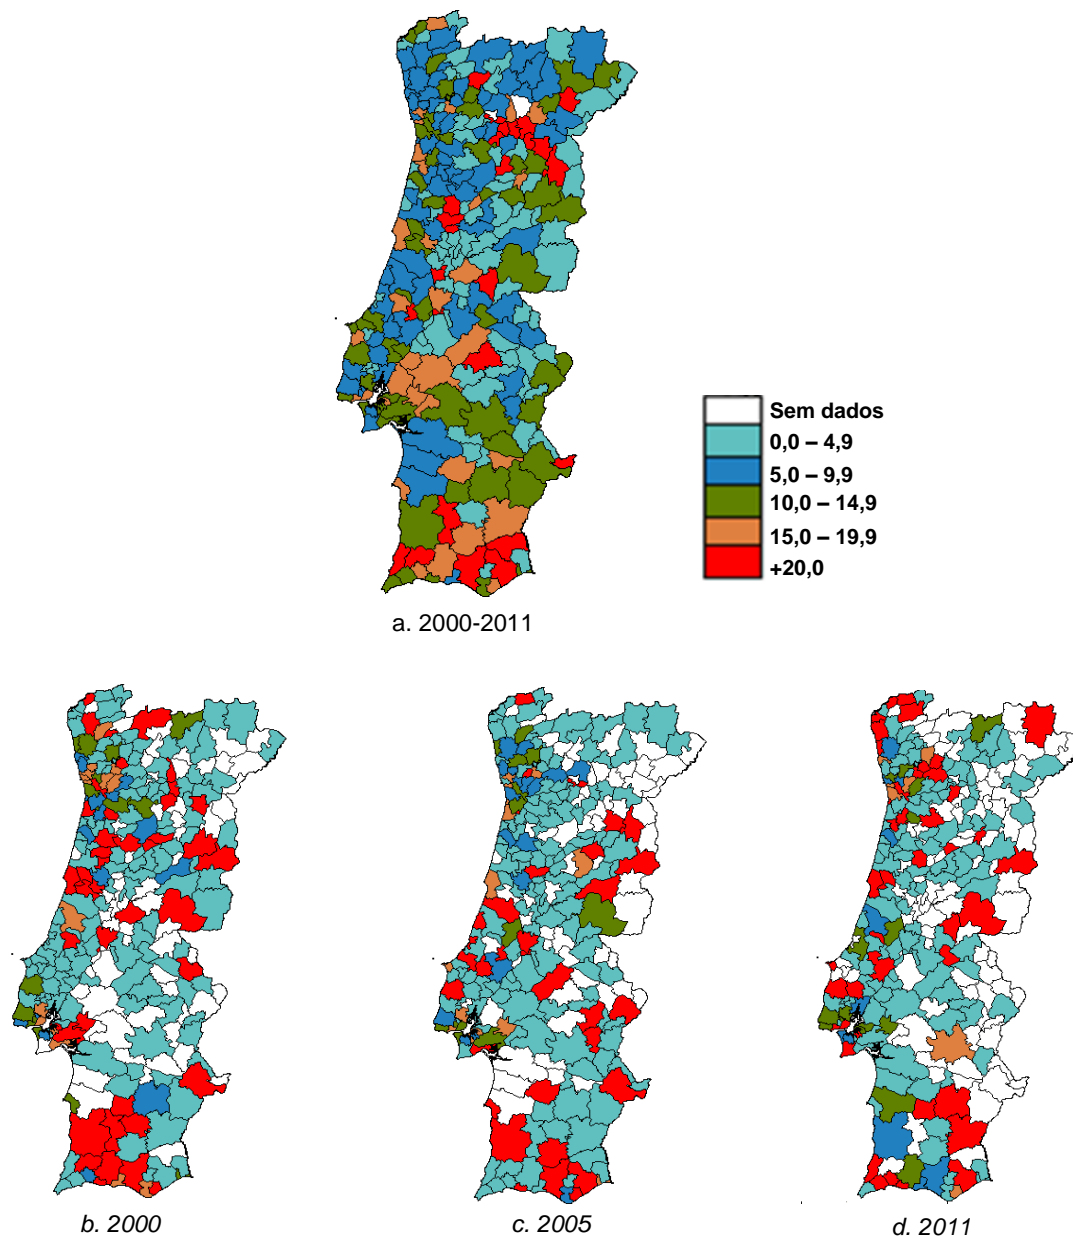 Sem dados
0,0 – 4,9
5,0 – 9,9
10,0 – 14,9
15,0 – 19,9
+20,0
a. 2000-2011
b. 2000
c. 2005
d. 2011